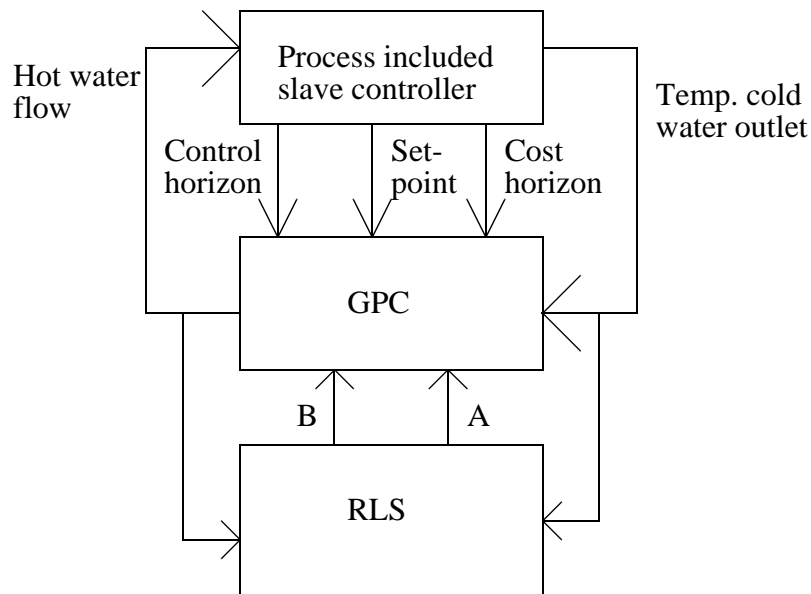 Process included
slave controller
Hot water
flow
Temp. cold
water outlet
Control
horizon
Set-
point
Cost
horizon
GPC
B
A
RLS